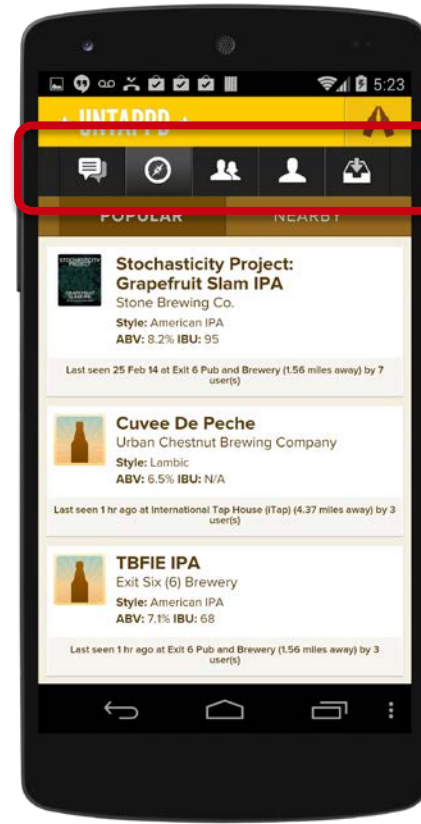 5:23
UNTAPPD
POPULAR NEARBY
STOCHASTICITY
PROJECT
GRAPEFRUIT
SLAM IPA
Stochasticity Project:
Grapefruit Slam IPA
Stone Brewing Co.
Style: American IPA
ABV: 8.2% IBU: 95
Last seen 25 Feb 14 at Exit 6 Pub and Brewery (1.56 miles away) by 7
user(s)
Cuvee De Peche
Urban Chestnut Brewing Company
Style: Lambic
ABV: 6.5% IBU: N/A
Last seen 1 hr ago at International Tap House (iTap) (4.37 miles away) by 3
user(s)
TBFIE IPA
Exit Six (6) Brewery
Style: American IPA
ABV: 7.1% IBU: 68
Last seen 1 hr ago at Exit 6 Pub and Brewery (1.56 miles away) by 3
user(s)